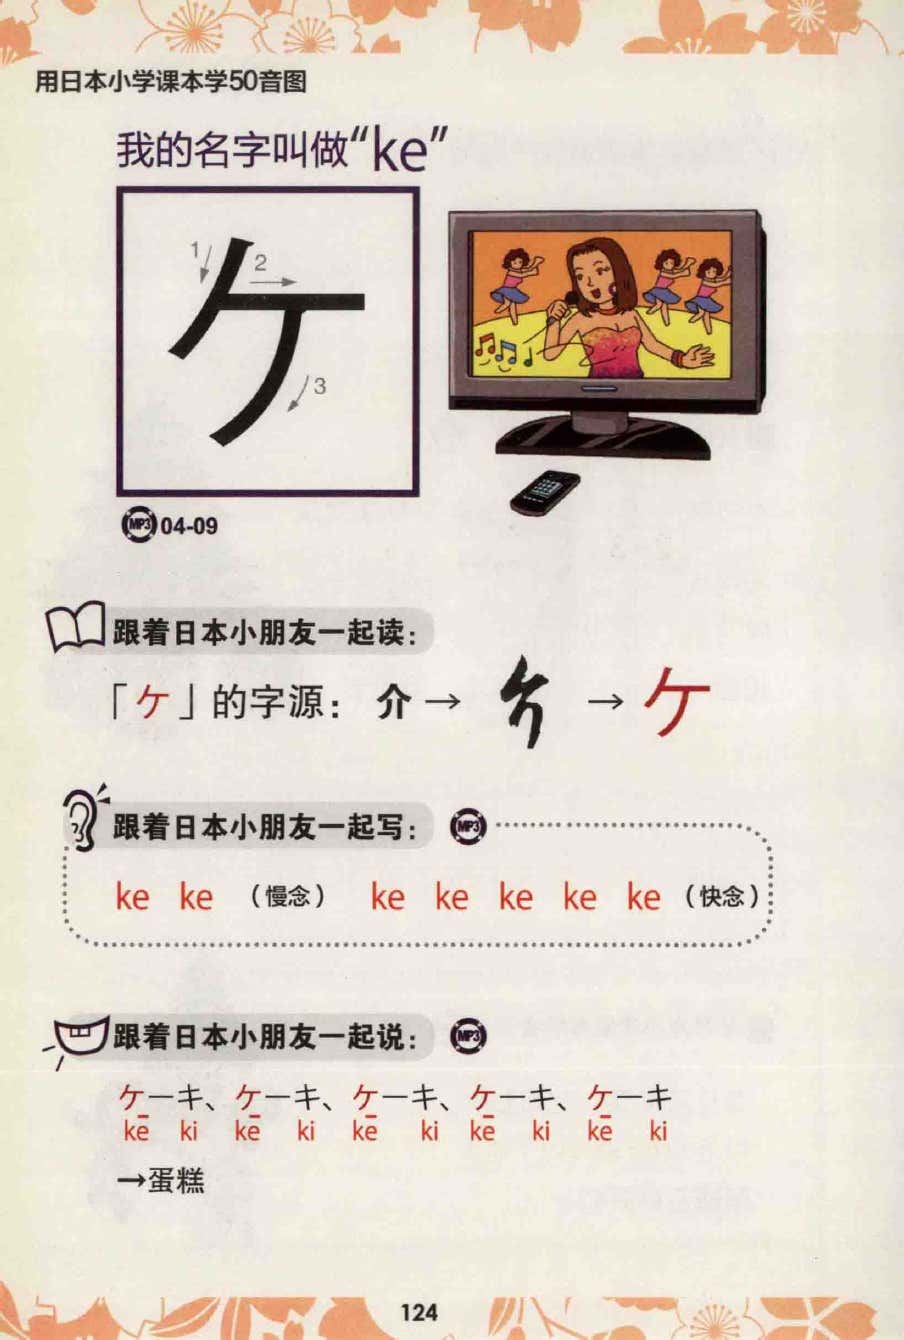 用日本小学课本学50音图
我的名字叫做“ke”
ケ
1
2
3
MP3 04-09
跟着日本小朋友一起读：
「ケ」的字源：介→ケ→ケ
跟着日本小朋友一起写： MP3
ke ke （慢念） ke ke ke ke ke （快念）
跟着日本小朋友一起说： MP3
ケーキ、ケーキ、ケーキ、ケーキ、ケーキ
kē ki kē ki kē ki kē ki kē ki
→蛋糕
124